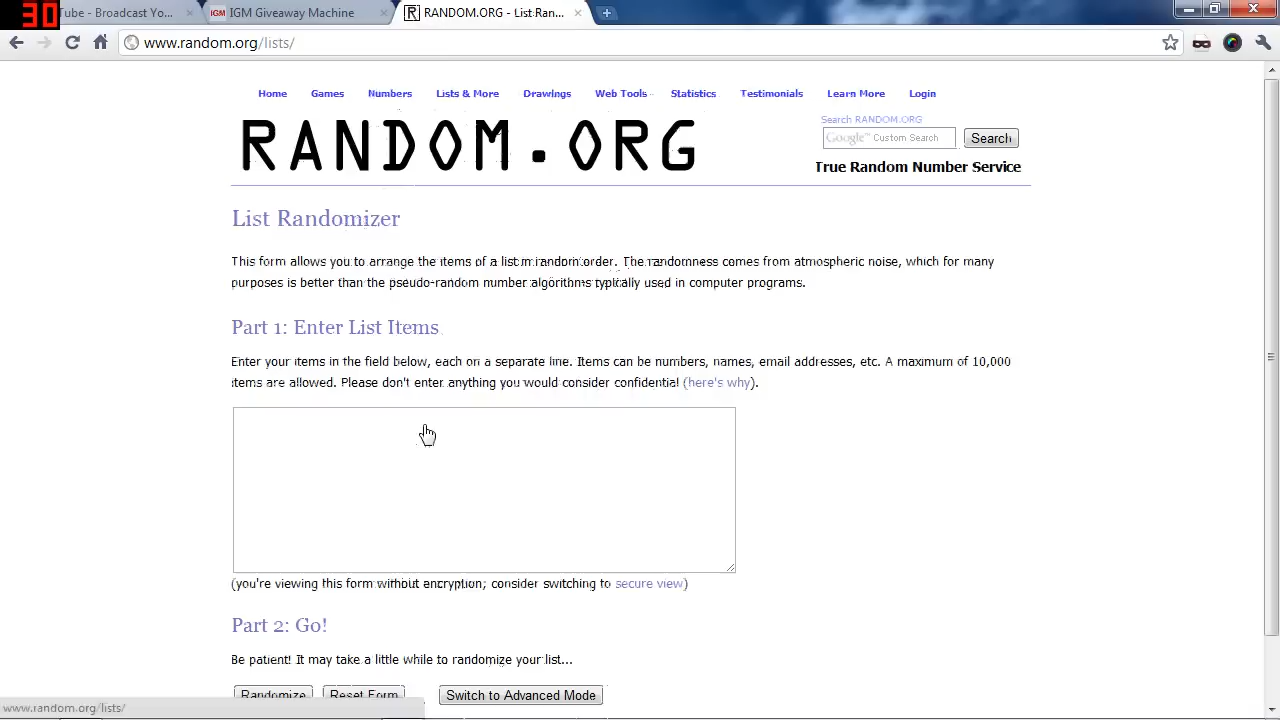 30
Tube - Broadcast Yo...
IGM
IGM Giveaway Machine
R
RANDOM.ORG - List Ran...
www.random.org/lists/
Home Games Numbers Lists & More Drawings Web Tools Statistics Testimonials Learn More Login
RANDOM.ORG
Search RANDOM.ORG
Google™ Custom Search
Search
True Random Number Service
List Randomizer
This form allows you to arrange the items of a list in random order. The randomness comes from atmospheric noise, which for many
purposes is better than the pseudo-random number algorithms typically used in computer programs.
Part 1: Enter List Items
Enter your items in the field below, each on a separate line. Items can be numbers, names, email addresses, etc. A maximum of 10,000
items are allowed. Please don't enter anything you would consider confidential (here's why).
(you're viewing this form without encryption; consider switching to secure view)
Part 2: Go!
Be patient! It may take a little while to randomize your list...
Randomize Reset Form Switch to Advanced Mode
www.random.org/lists/